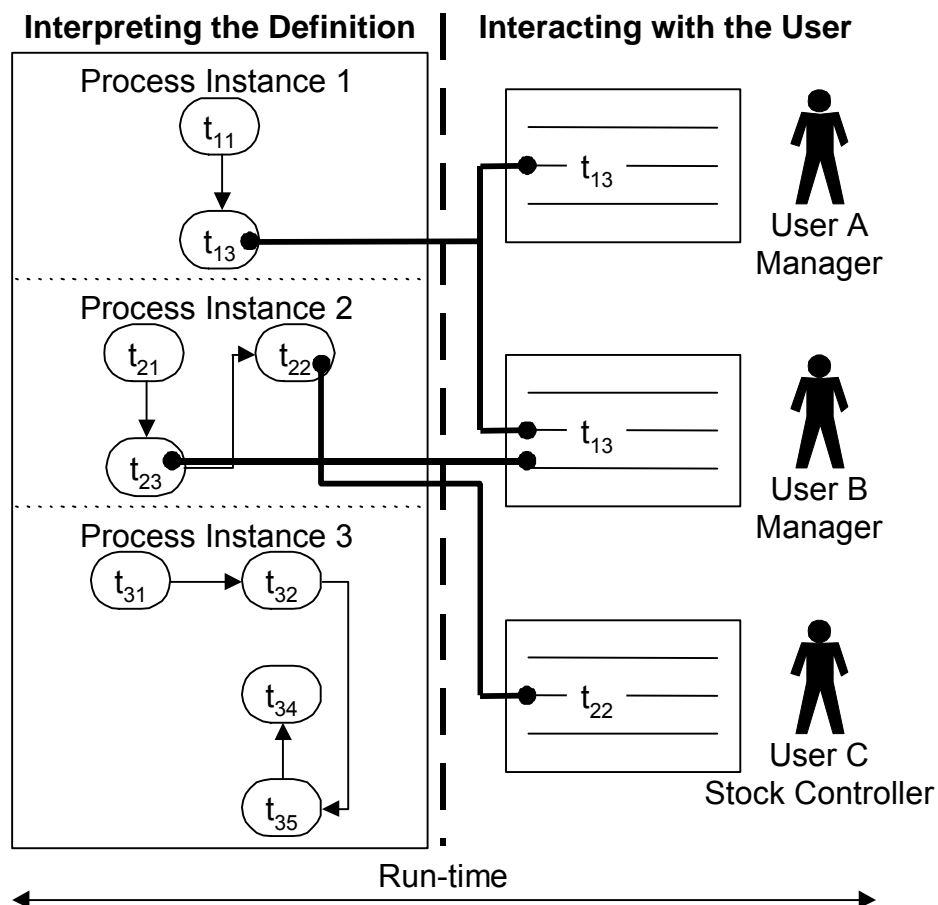 Interpreting the Definition
Interacting with the User
Process Instance 1
t11
t13
Process Instance 2
t21
t22
t23
Process Instance 3
t31
t32
t34
t35
t13
User A
Manager
t13
User B
Manager
t22
User C
Stock Controller
Run-time